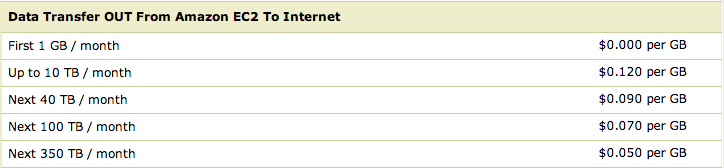 Data Transfer OUT From Amazon EC2 To Internet
First 1 GB / month $0.000 per GB
Up to 10 TB / month $0.120 per GB
Next 40 TB / month $0.090 per GB
Next 100 TB / month $0.070 per GB
Next 350 TB / month $0.050 per GB